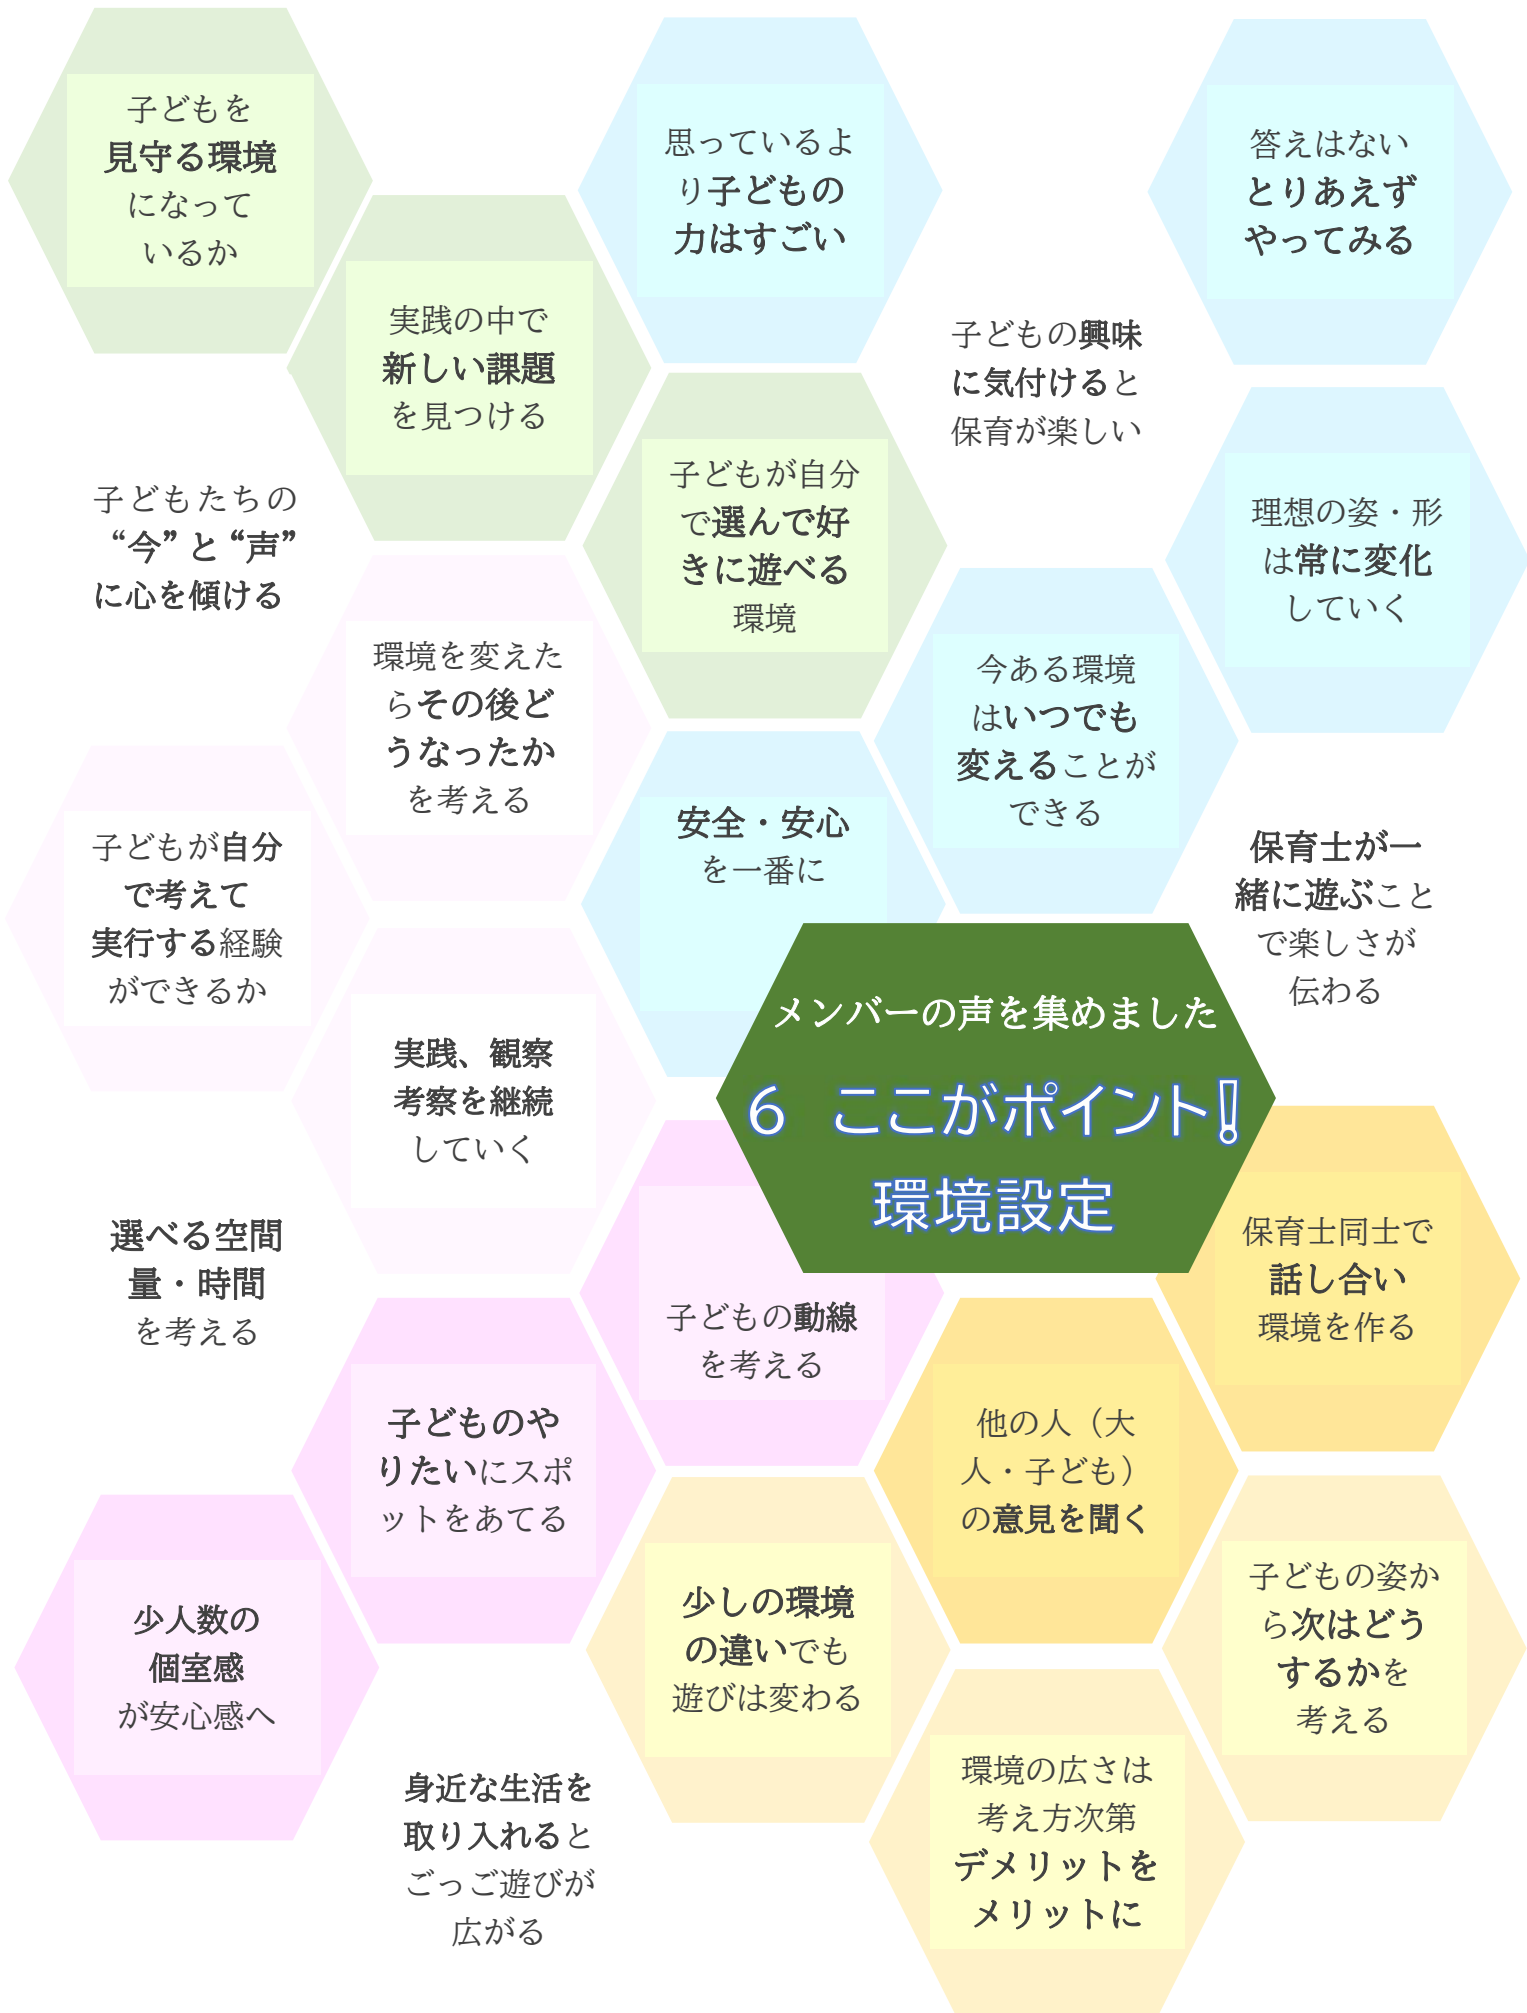 子どもを
見守る環境
になって
いるか
思っているよ
り子どもの
力はすごい
答えはない
とりあえず
やってみる
実践の中で
新しい課題
を見つける
子どもの興味
に気付けると
保育が楽しい
子どもたちの
“今” と “声”
に心を傾ける
子どもが自分
で選んで好
きに遊べる
環境
理想の姿・形
は常に変化
していく
環境を変えた
らその後ど
うなったか
を考える
今ある環境
はいつでも
変えることが
できる
子どもが自分
で考えて
実行する経験
ができるか
安全・安心
を一番に
保育士が一
緒に遊ぶこと
で楽しさが
伝わる
メンバーの声を集めました
6 ここがポイント!
環境設定
実践、観察
考察を継続
していく
選べる空間
量・時間
を考える
子どもの動線
を考える
保育士同士で
話し合い
環境を作る
子どものや
りたいにスポ
ットをあてる
他の人（大
人・子ども）
の意見を聞く
少人数の
個室感
が安心感へ
少しの環境
の違いでも
遊びは変わる
子どもの姿か
ら次はどう
するかを
考える
身近な生活を
取り入れると
ごっご遊びが
広がる
環境の広さは
考え方次第
デメリットを
メリットに